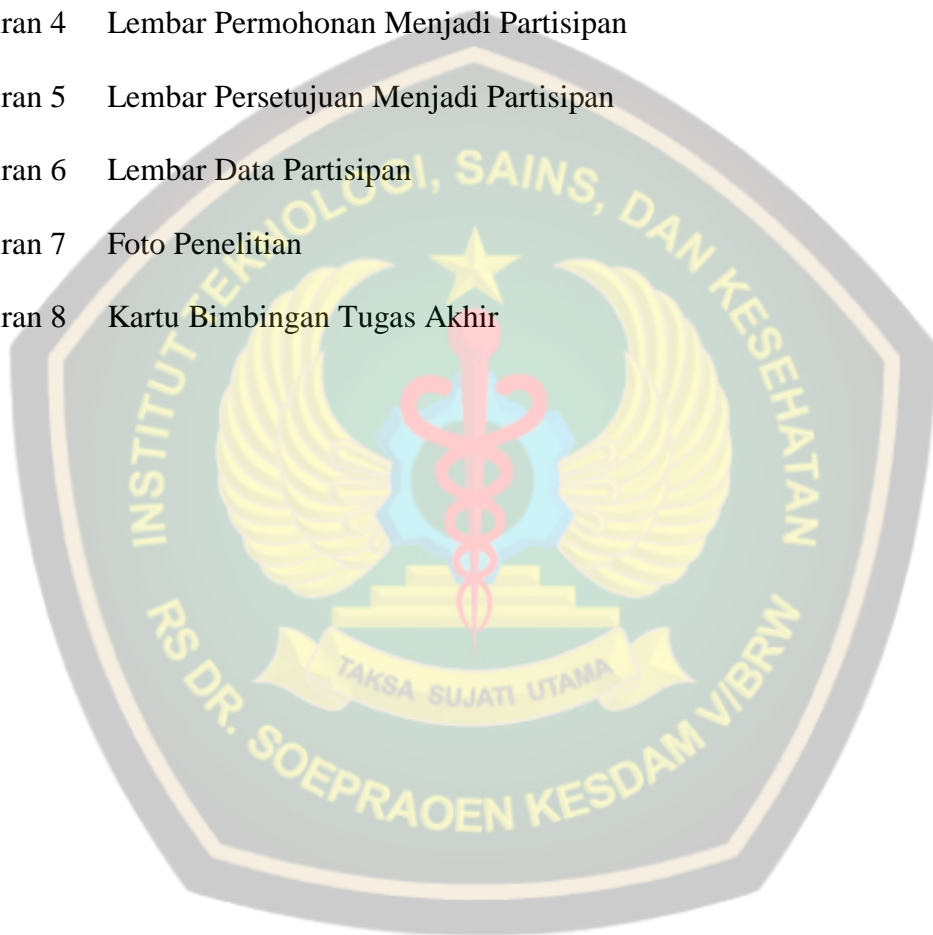 ran 4 Lembar Permohonan Menjadi Partisipan
ran 5 Lembar Persetujuan Menjadi Partisipan
ran 6 Lembar Data Partisipan
ran 7 Foto Penelitian
ran 8 Kartu Bimbingan Tugas Akhir
INSTITUT TEKNOLOGI, SAINS, DAN KESEHATAN
TAKSA SUJATI UTAMA
RS DR. SOEPRAOEN KESDAM V/BRW